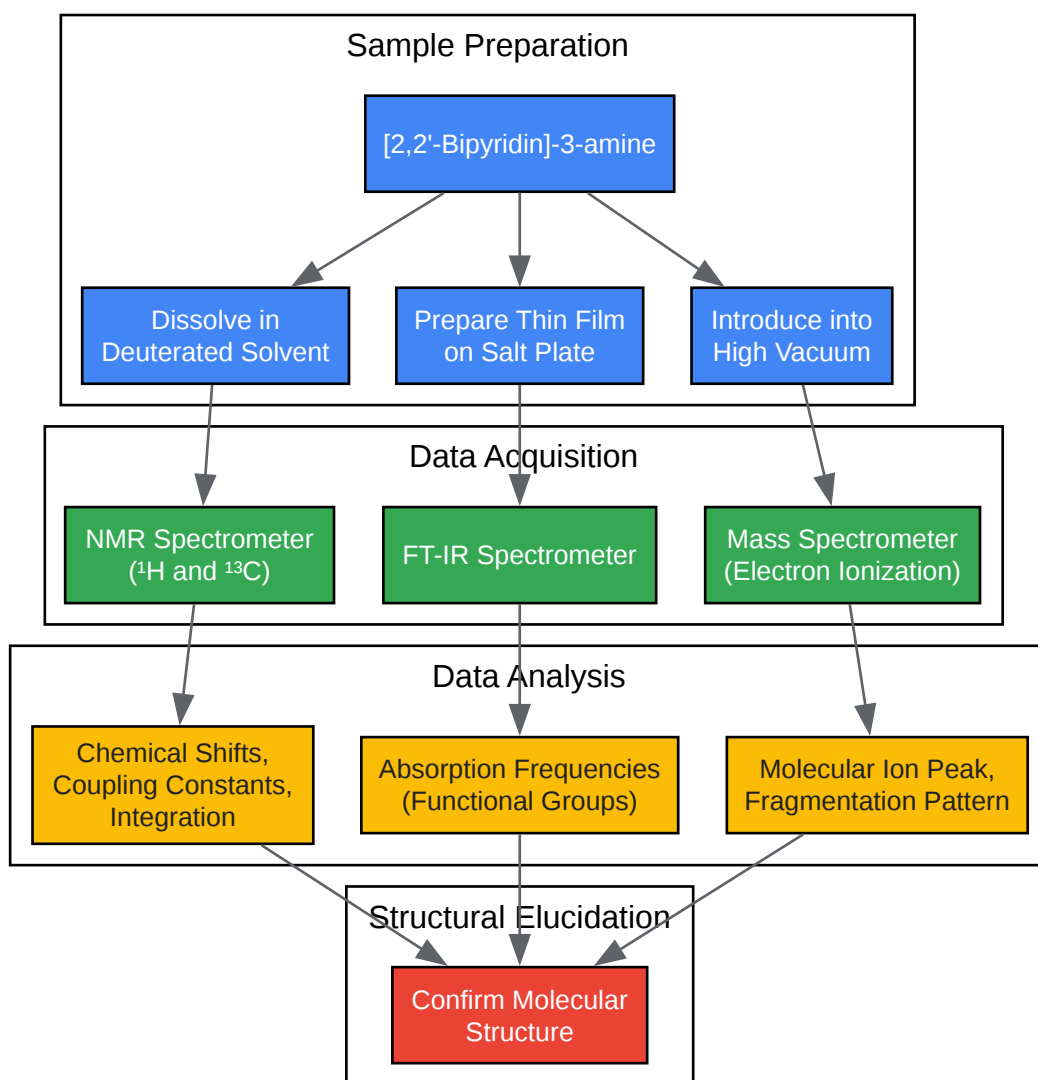 Sample Preparation
[2,2'-Bipyridin]-3-amine
Dissolve in
Deuterated Solvent
Prepare Thin Film
on Salt Plate
Introduce into
High Vacuum
Data Acquisition
NMR Spectrometer
(¹H and ¹³C)
FT-IR Spectrometer
Mass Spectrometer
(Electron Ionization)
Data Analysis
Chemical Shifts,
Coupling Constants,
Integration
Absorption Frequencies
(Functional Groups)
Molecular Ion Peak,
Fragmentation Pattern
Structural Elucidation
Confirm Molecular
Structure